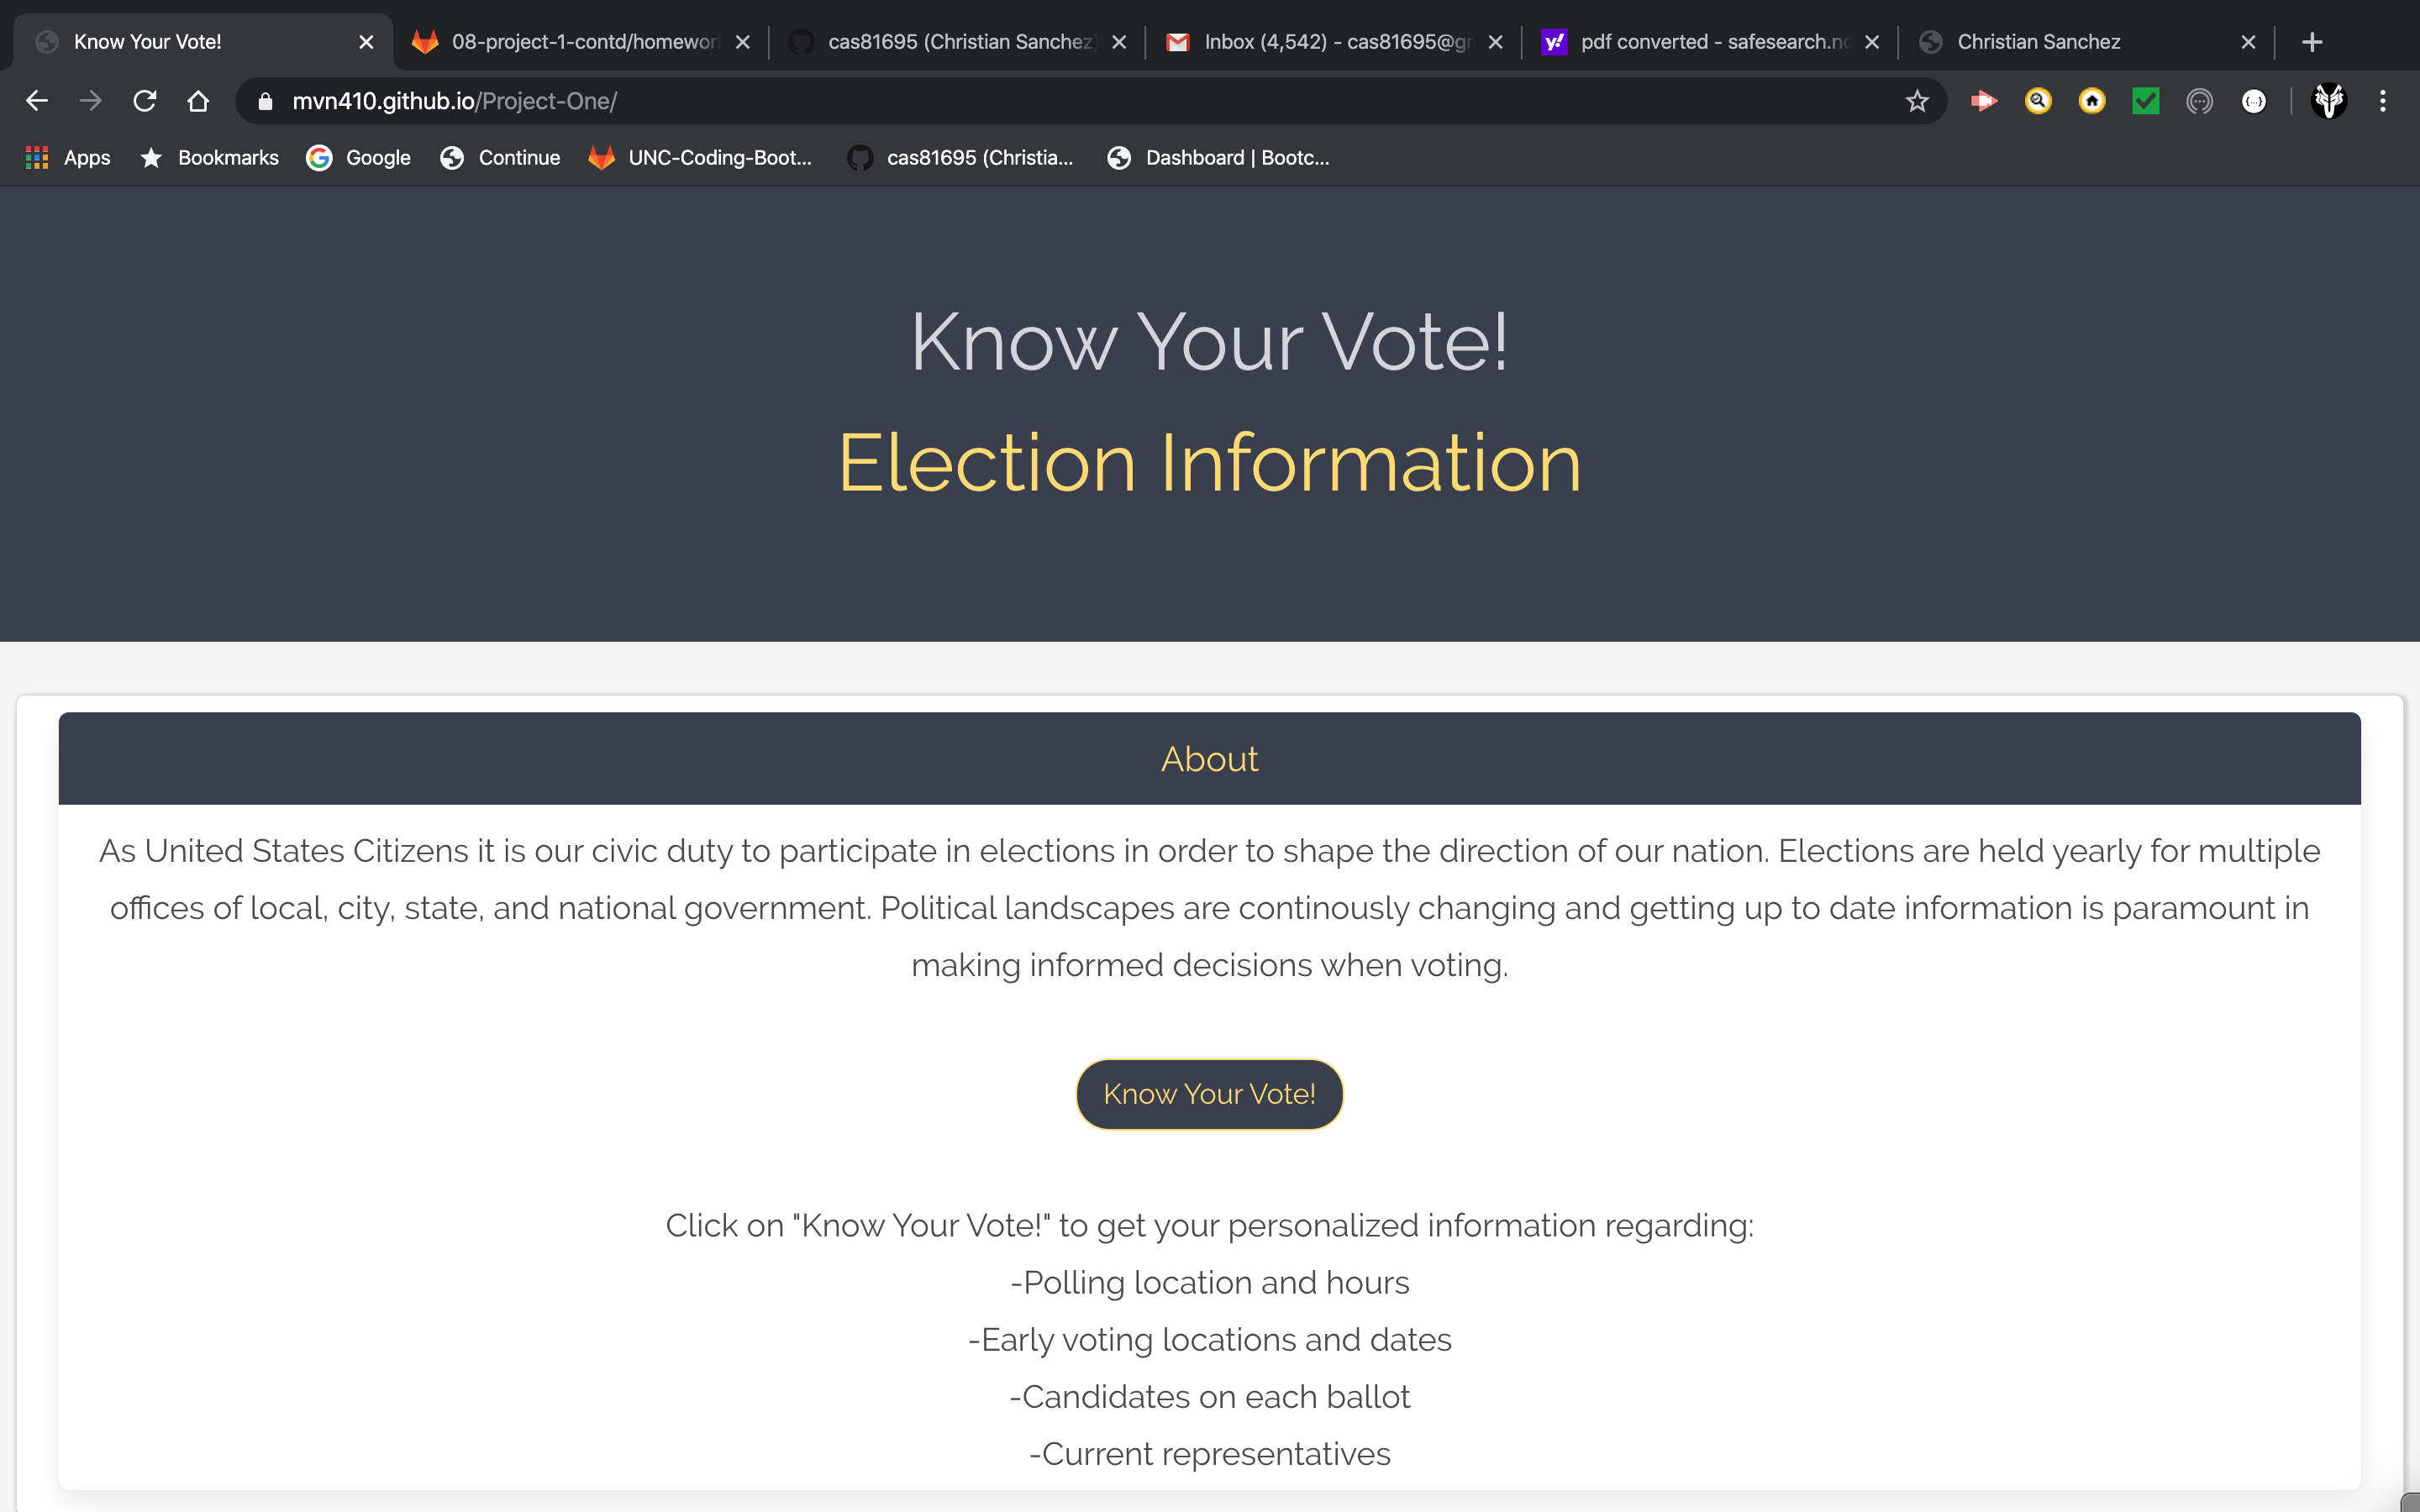 Know Your Vote!
08-project-1-contd/homewor
cas81695 (Christian Sanchez)
Inbox (4,542) - cas81695@gm
pdf converted - safesearch.no
Christian Sanchez
mvn410.github.io/Project-One/
Apps
Bookmarks
Google
Continue
UNC-Coding-Boot...
cas81695 (Christia...
Dashboard | Bootc...
Know Your Vote!
Election Information
About
As United States Citizens it is our civic duty to participate in elections in order to shape the direction of our nation. Elections are held yearly for multiple
offices of local, city, state, and national government. Political landscapes are continously changing and getting up to date information is paramount in
making informed decisions when voting.
Know Your Vote!
Click on "Know Your Vote!" to get your personalized information regarding:
-Polling location and hours
-Early voting locations and dates
-Candidates on each ballot
-Current representatives